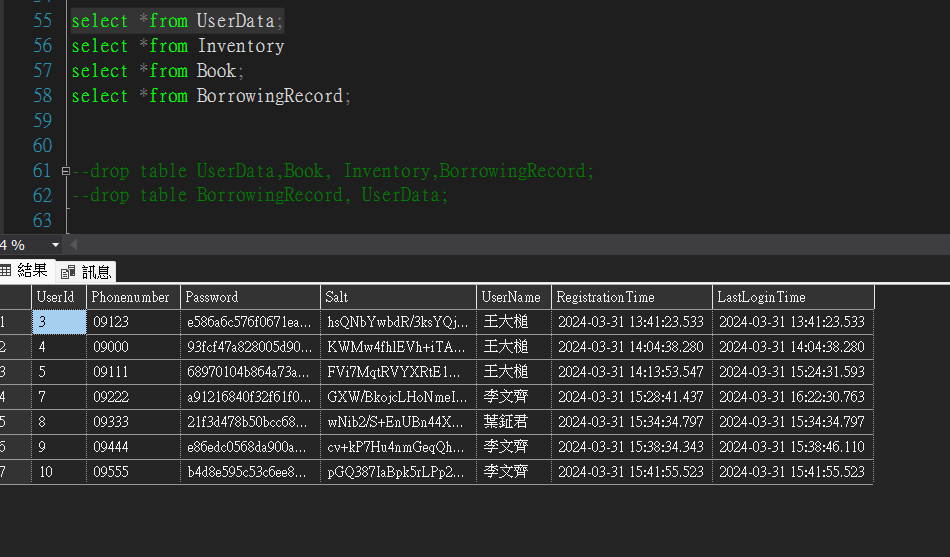 55 select *from UserData;
56 select *from Inventory
57 select *from Book;
58 select *from BorrowingRecord;
59
60
61 --drop table UserData,Book, Inventory,BorrowingRecord;
62 --drop table BorrowingRecord, UserData;
63
4 %
結果 訊息
UserId Phonenumber Password Salt UserName RegistrationTime LastLoginTime
1 3 09123 e586a6c576f0671ea... hsQNbYwbdR/3ksYQj... 王大槌 2024-03-31 13:41:23.533 2024-03-31 13:41:23.533
2 4 09000 93fcf47a828005d90... KWMw4fhlEVh+iTA... 王大槌 2024-03-31 14:04:38.280 2024-03-31 14:04:38.280
3 5 09111 68970104b864a73a... FVi7MqtRVYXRtE1... 王大槌 2024-03-31 14:13:53.547 2024-03-31 15:24:31.593
4 7 09222 a91216840f32f61f0... GXW/BkojcLHoNmeI... 李文齊 2024-03-31 15:28:41.437 2024-03-31 16:22:30.763
5 8 09333 21f3d478b50bcc68... wNib2/S+EnUBn44X... 葉鉦君 2024-03-31 15:34:34.797 2024-03-31 15:34:34.797
6 9 09444 e86edc0568da900a... cv+kP7Hu4nmGeqQh... 李文齊 2024-03-31 15:38:34.343 2024-03-31 15:38:46.110
7 10 09555 b4d8e595c53c6ee8... pGQ387IaBpk5rLPp2... 李文齊 2024-03-31 15:41:55.523 2024-03-31 15:41:55.523